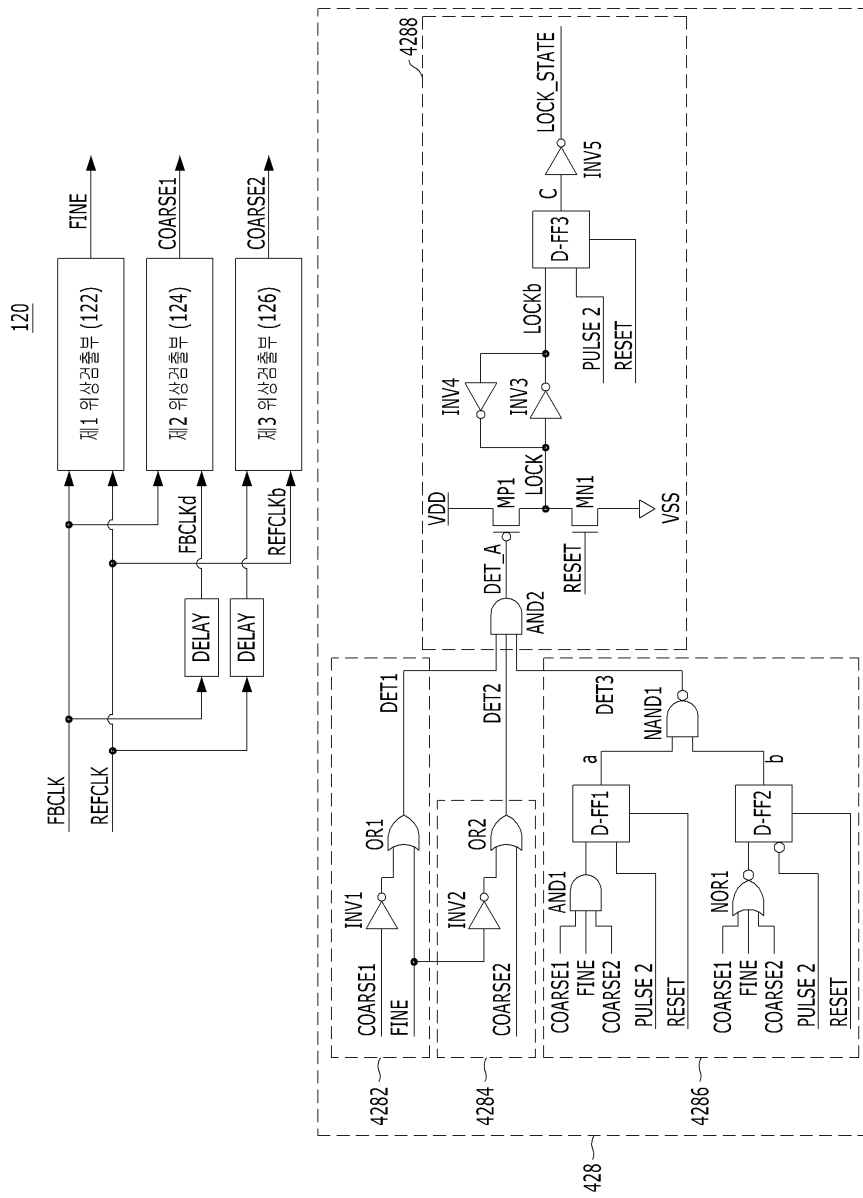 120
FBCLK
REFCLK
DELAY
DELAY
FBCLKd
REFCLKb
제1 위상검출부 (122)
제2 위상검출부 (124)
제3 위상검출부 (126)
FINE
COARSE1
COARSE2
428
4282
COARSE1
FINE
INV1
OR1
DET1
4284
COARSE2
INV2
OR2
DET2
4286
COARSE1
FINE
COARSE2
PULSE 2
RESET
AND1
D-FF1
a
COARSE1
FINE
COARSE2
PULSE 2
RESET
NOR1
D-FF2
b
NAND1
DET3
4288
AND2
DET_A
VDD
MP1
RESET
MN1
VSS
LOCK
INV4
INV3
LOCKb
PULSE 2
RESET
D-FF3
C
INV5
LOCK_STATE